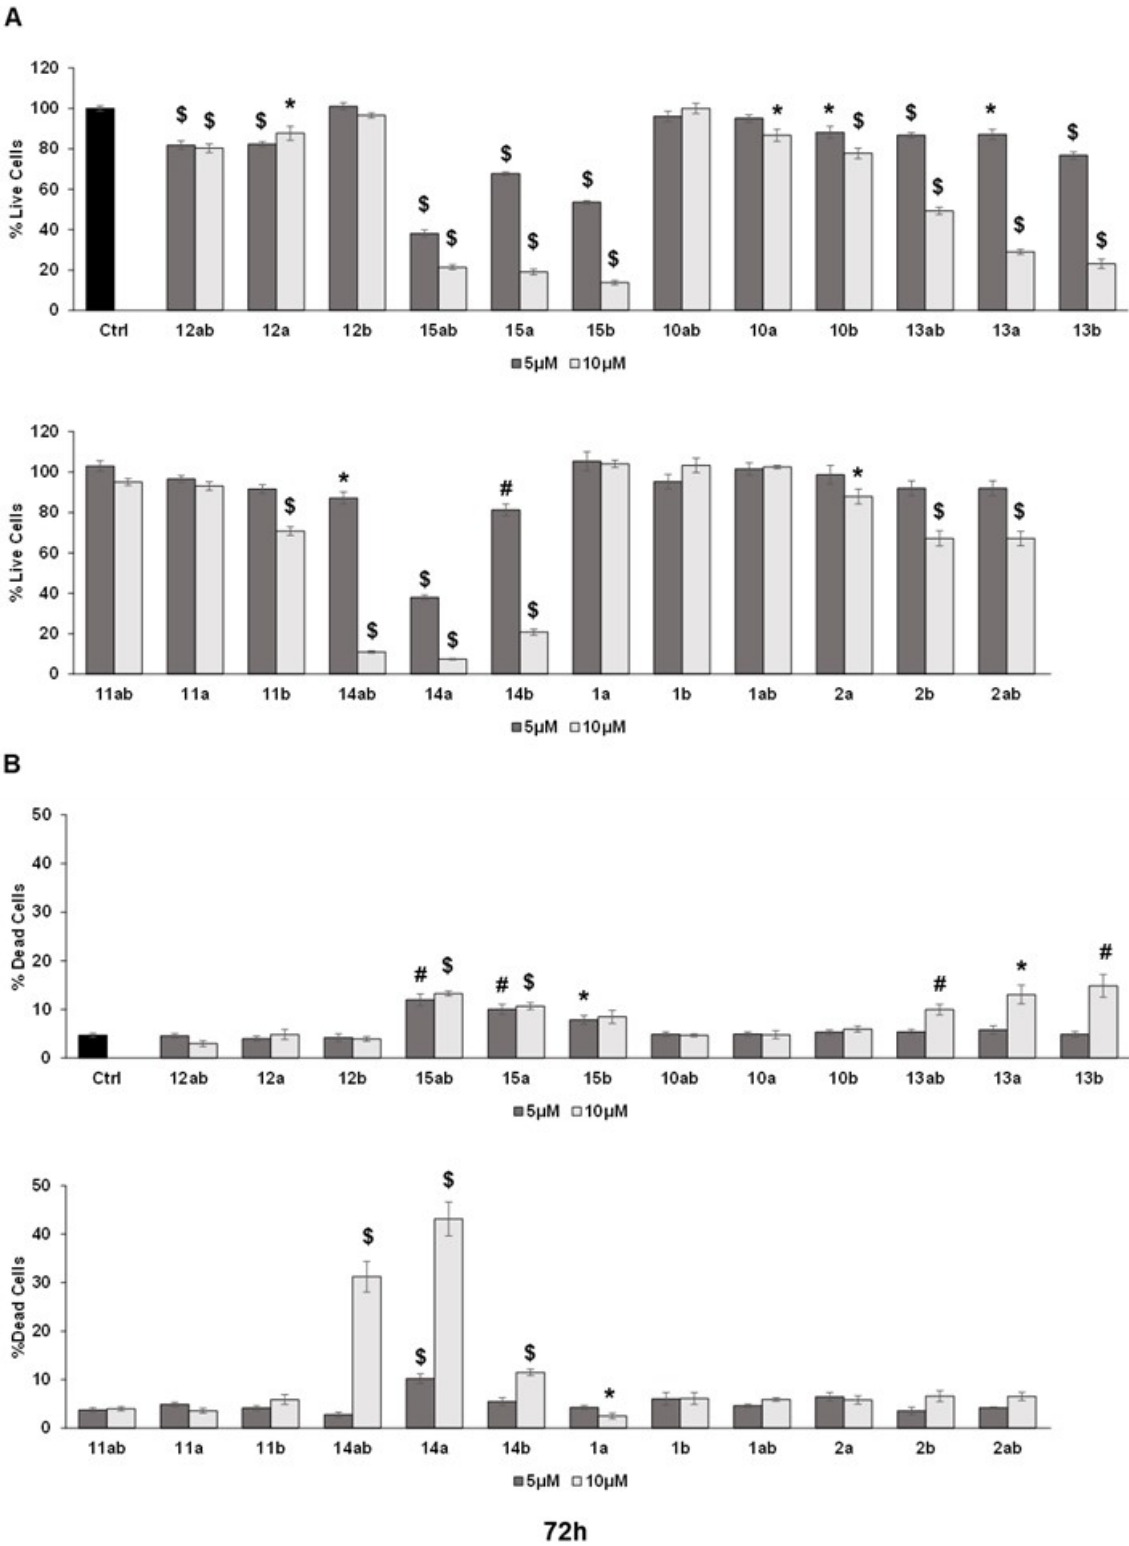 A
120
100
80
60
40
20
0
% Live Cells
$ $ $ * $ $ $ $ $ $ * * $ $ $ * $ $ $
Ctrl 12ab 12a 12b 15ab 15a 15b 10ab 10a 10b 13ab 13a 13b
5µM 10µM
120
100
80
60
40
20
0
% Live Cells
$ * $ $ $ # $ * $ $
11ab 11a 11b 14ab 14a 14b 1a 1b 1ab 2a 2b 2ab
5µM 10µM
B
50
40
30
20
10
0
% Dead Cells
# $ # $ * # * #
Ctrl 12ab 12a 12b 15ab 15a 15b 10ab 10a 10b 13ab 13a 13b
5µM 10µM
50
40
30
20
10
0
%Dead Cells
$ $ $ $ *
11ab 11a 11b 14ab 14a 14b 1a 1b 1ab 2a 2b 2ab
5µM 10µM
72h